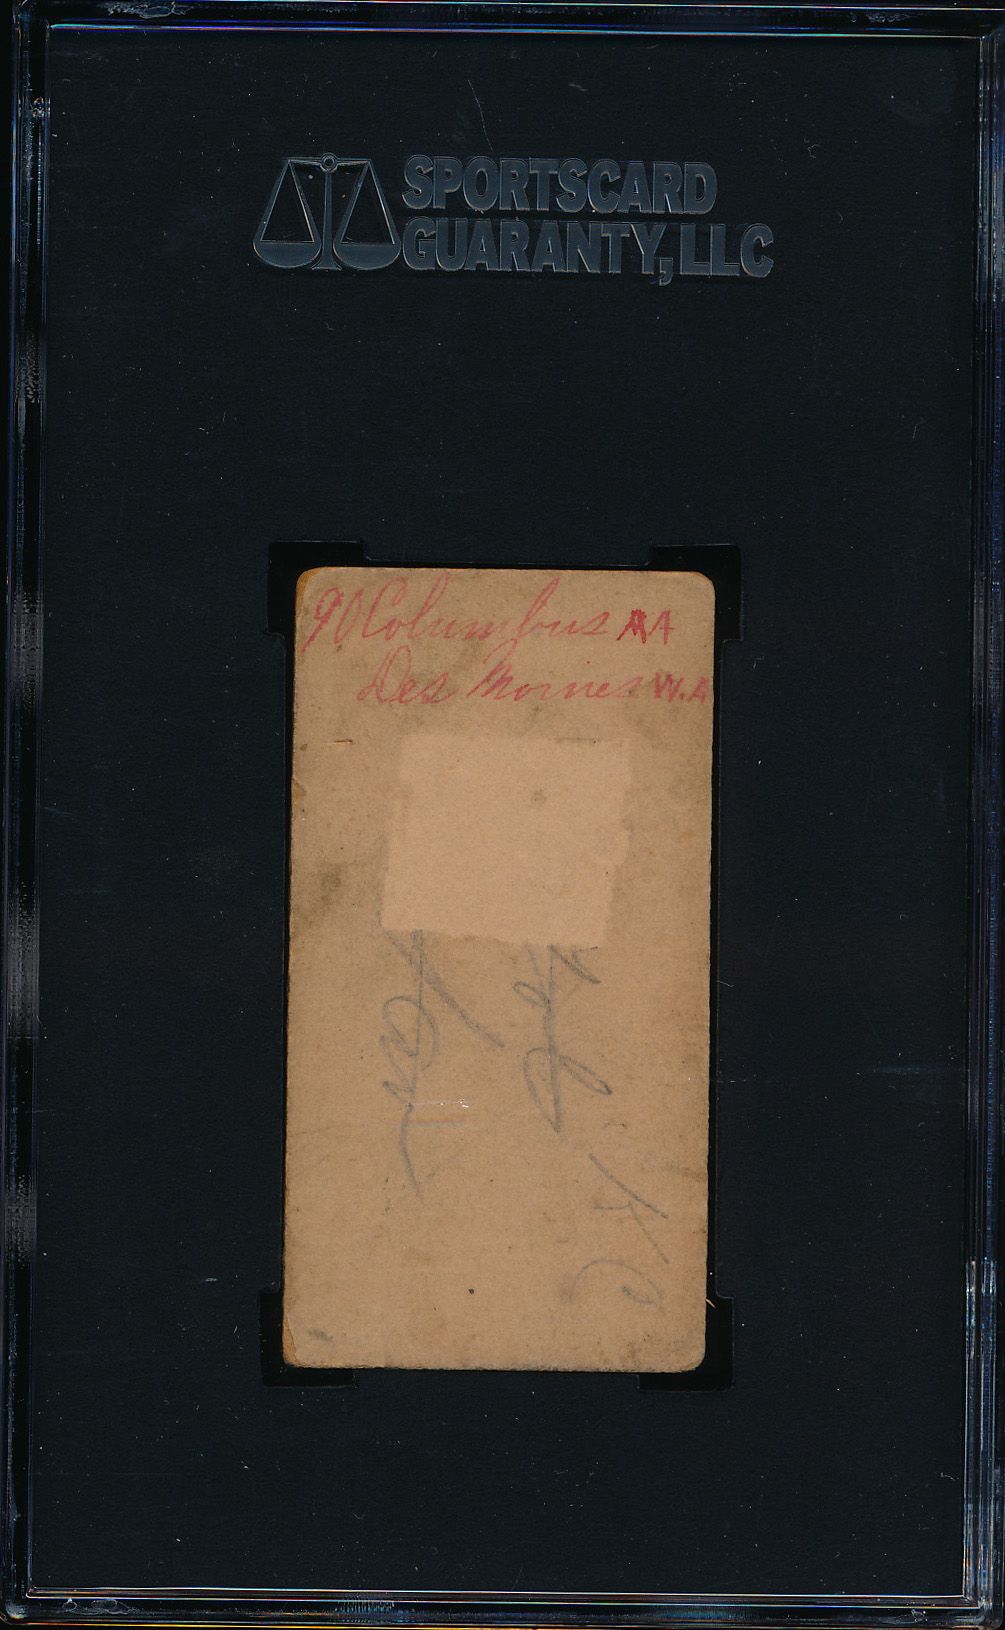 SPORTSCARD
GUARANTY, LLC
90 Columbus AA
Des Moines W.A
K C